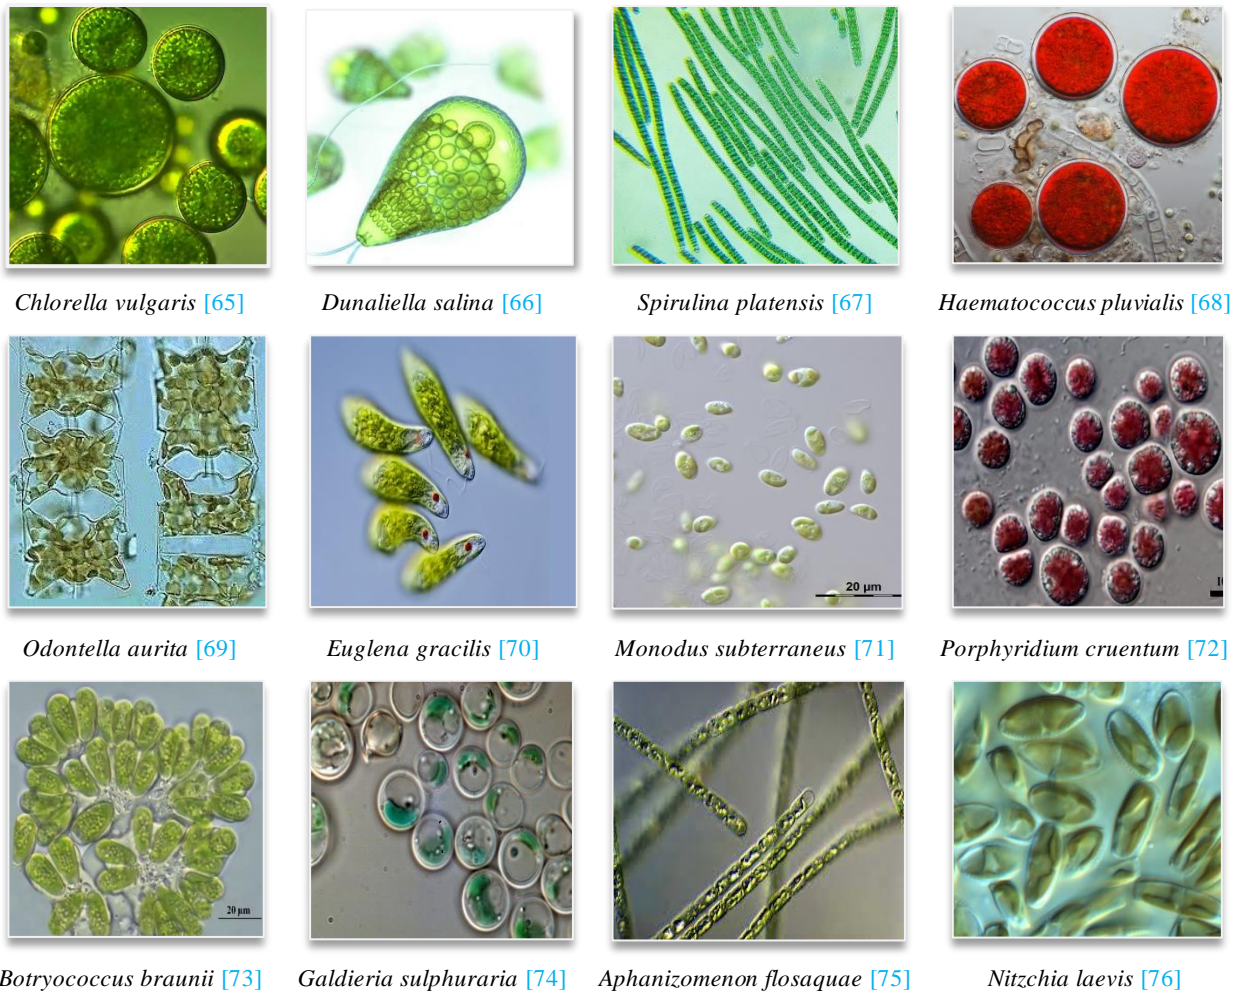 Chlorella vulgaris [65]
Dunaliella salina [66]
Spirulina platensis [67]
Haematococcus pluvialis [68]
20 µm
Odontella aurita [69]
Euglena gracilis [70]
Monodus subterraneus [71]
Porphyridium cruentum [72]
20 µm
Botryococcus braunii [73]
Galdieria sulphuraria [74]
Aphanizomenon flosaquae [75]
Nitzchia laevis [76]